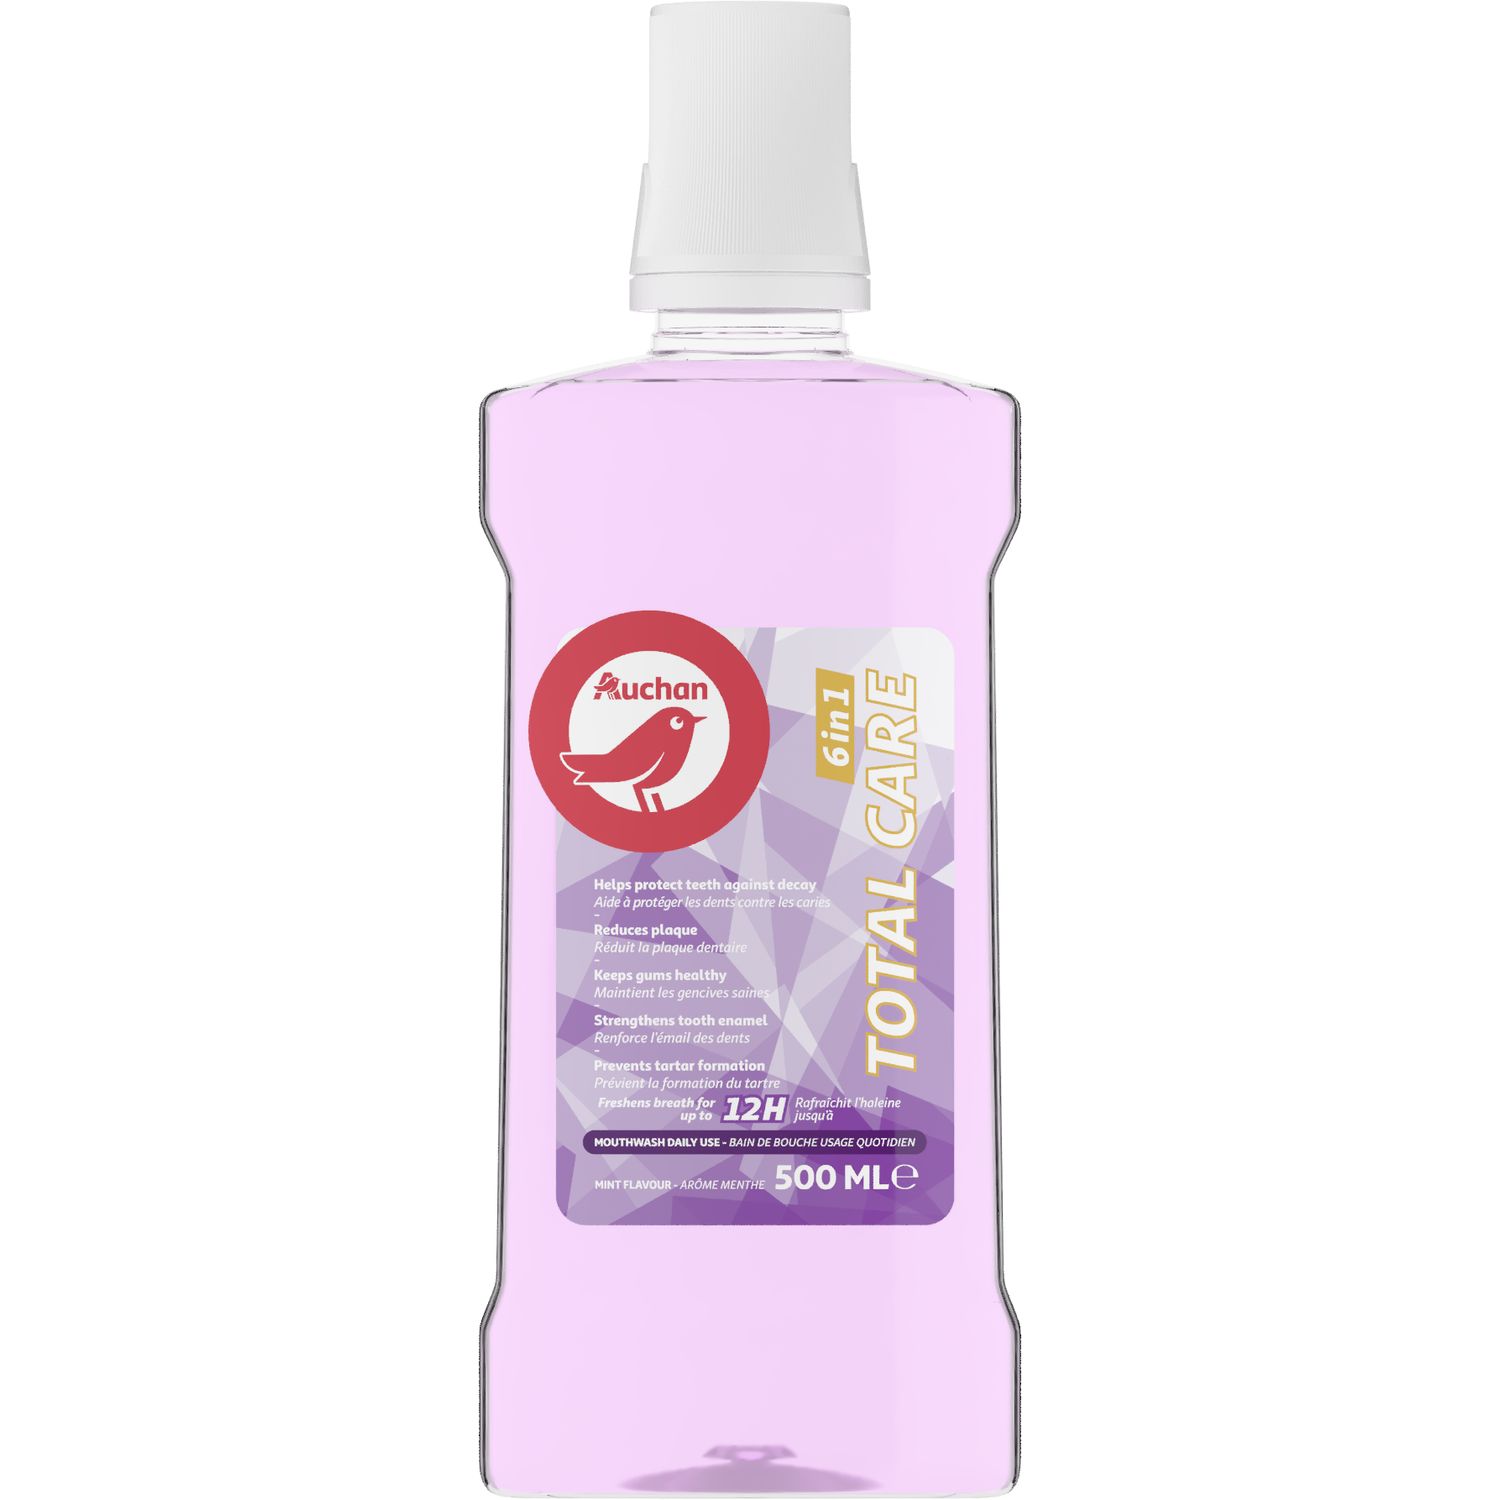 Auchan
6in1
TOTAL CARE
Helps protect teeth against decay
Aide à protéger les dents contre les caries
-
Reduces plaque
Réduit la plaque dentaire
-
Keeps gums healthy
Maintient les gencives saines
-
Strengthens tooth enamel
Renforce l'émail des dents
-
Prevents tartar formation
Prévient la formation du tartre
Freshens breath for
up to
12H
Rafraîchit l'haleine
jusqu'à
MOUTHWASH DAILY USE - BAIN DE BOUCHE USAGE QUOTIDIEN
MINT FLAVOUR - ARÔME MENTHE 500 ML℮